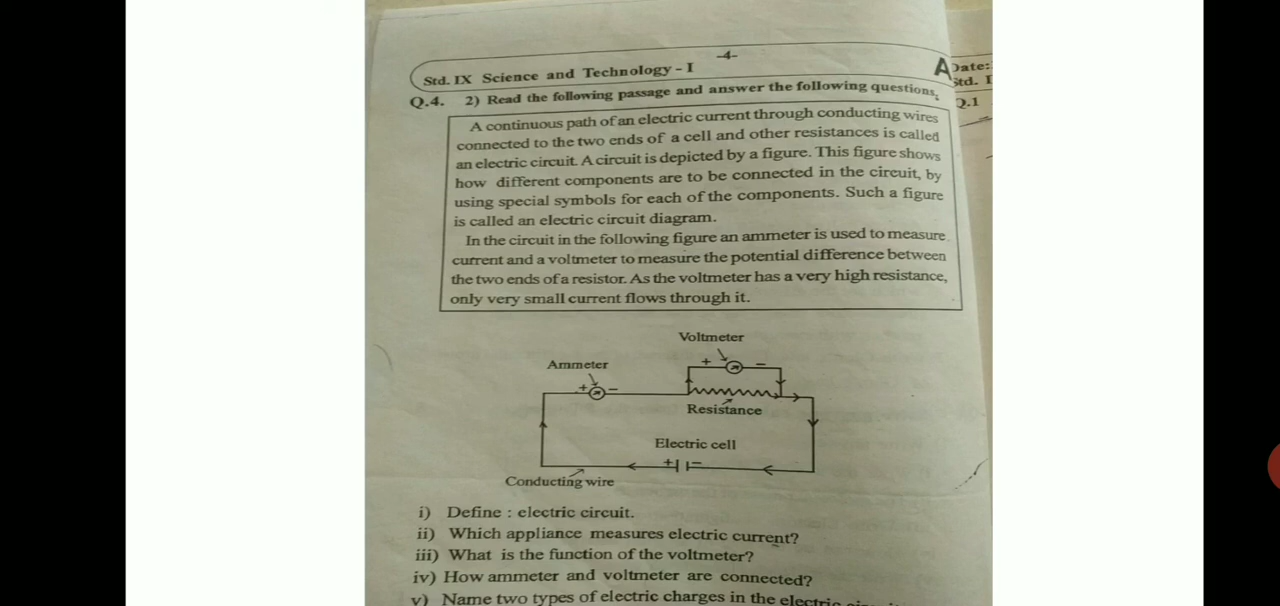 -4-
Std. IX Science and Technology - I
A
Date:
Std. I
Q.4. 2) Read the following passage and answer the following questions.
Q.1
A continuous path of an electric current through conducting wires
connected to the two ends of a cell and other resistances is called
an electric circuit. A circuit is depicted by a figure. This figure shows
how different components are to be connected in the circuit, by
using special symbols for each of the components. Such a figure
is called an electric circuit diagram.
In the circuit in the following figure an ammeter is used to measure
current and a voltmeter to measure the potential difference between
the two ends of a resistor. As the voltmeter has a very high resistance,
only very small current flows through it.
Voltmeter
+ −
Ammeter
+ −
Resistance
Electric cell
+ −
Conducting wire
i) Define : electric circuit.
ii) Which appliance measures electric current?
iii) What is the function of the voltmeter?
iv) How ammeter and voltmeter are connected?
v) Name two types of electric charges in the electric